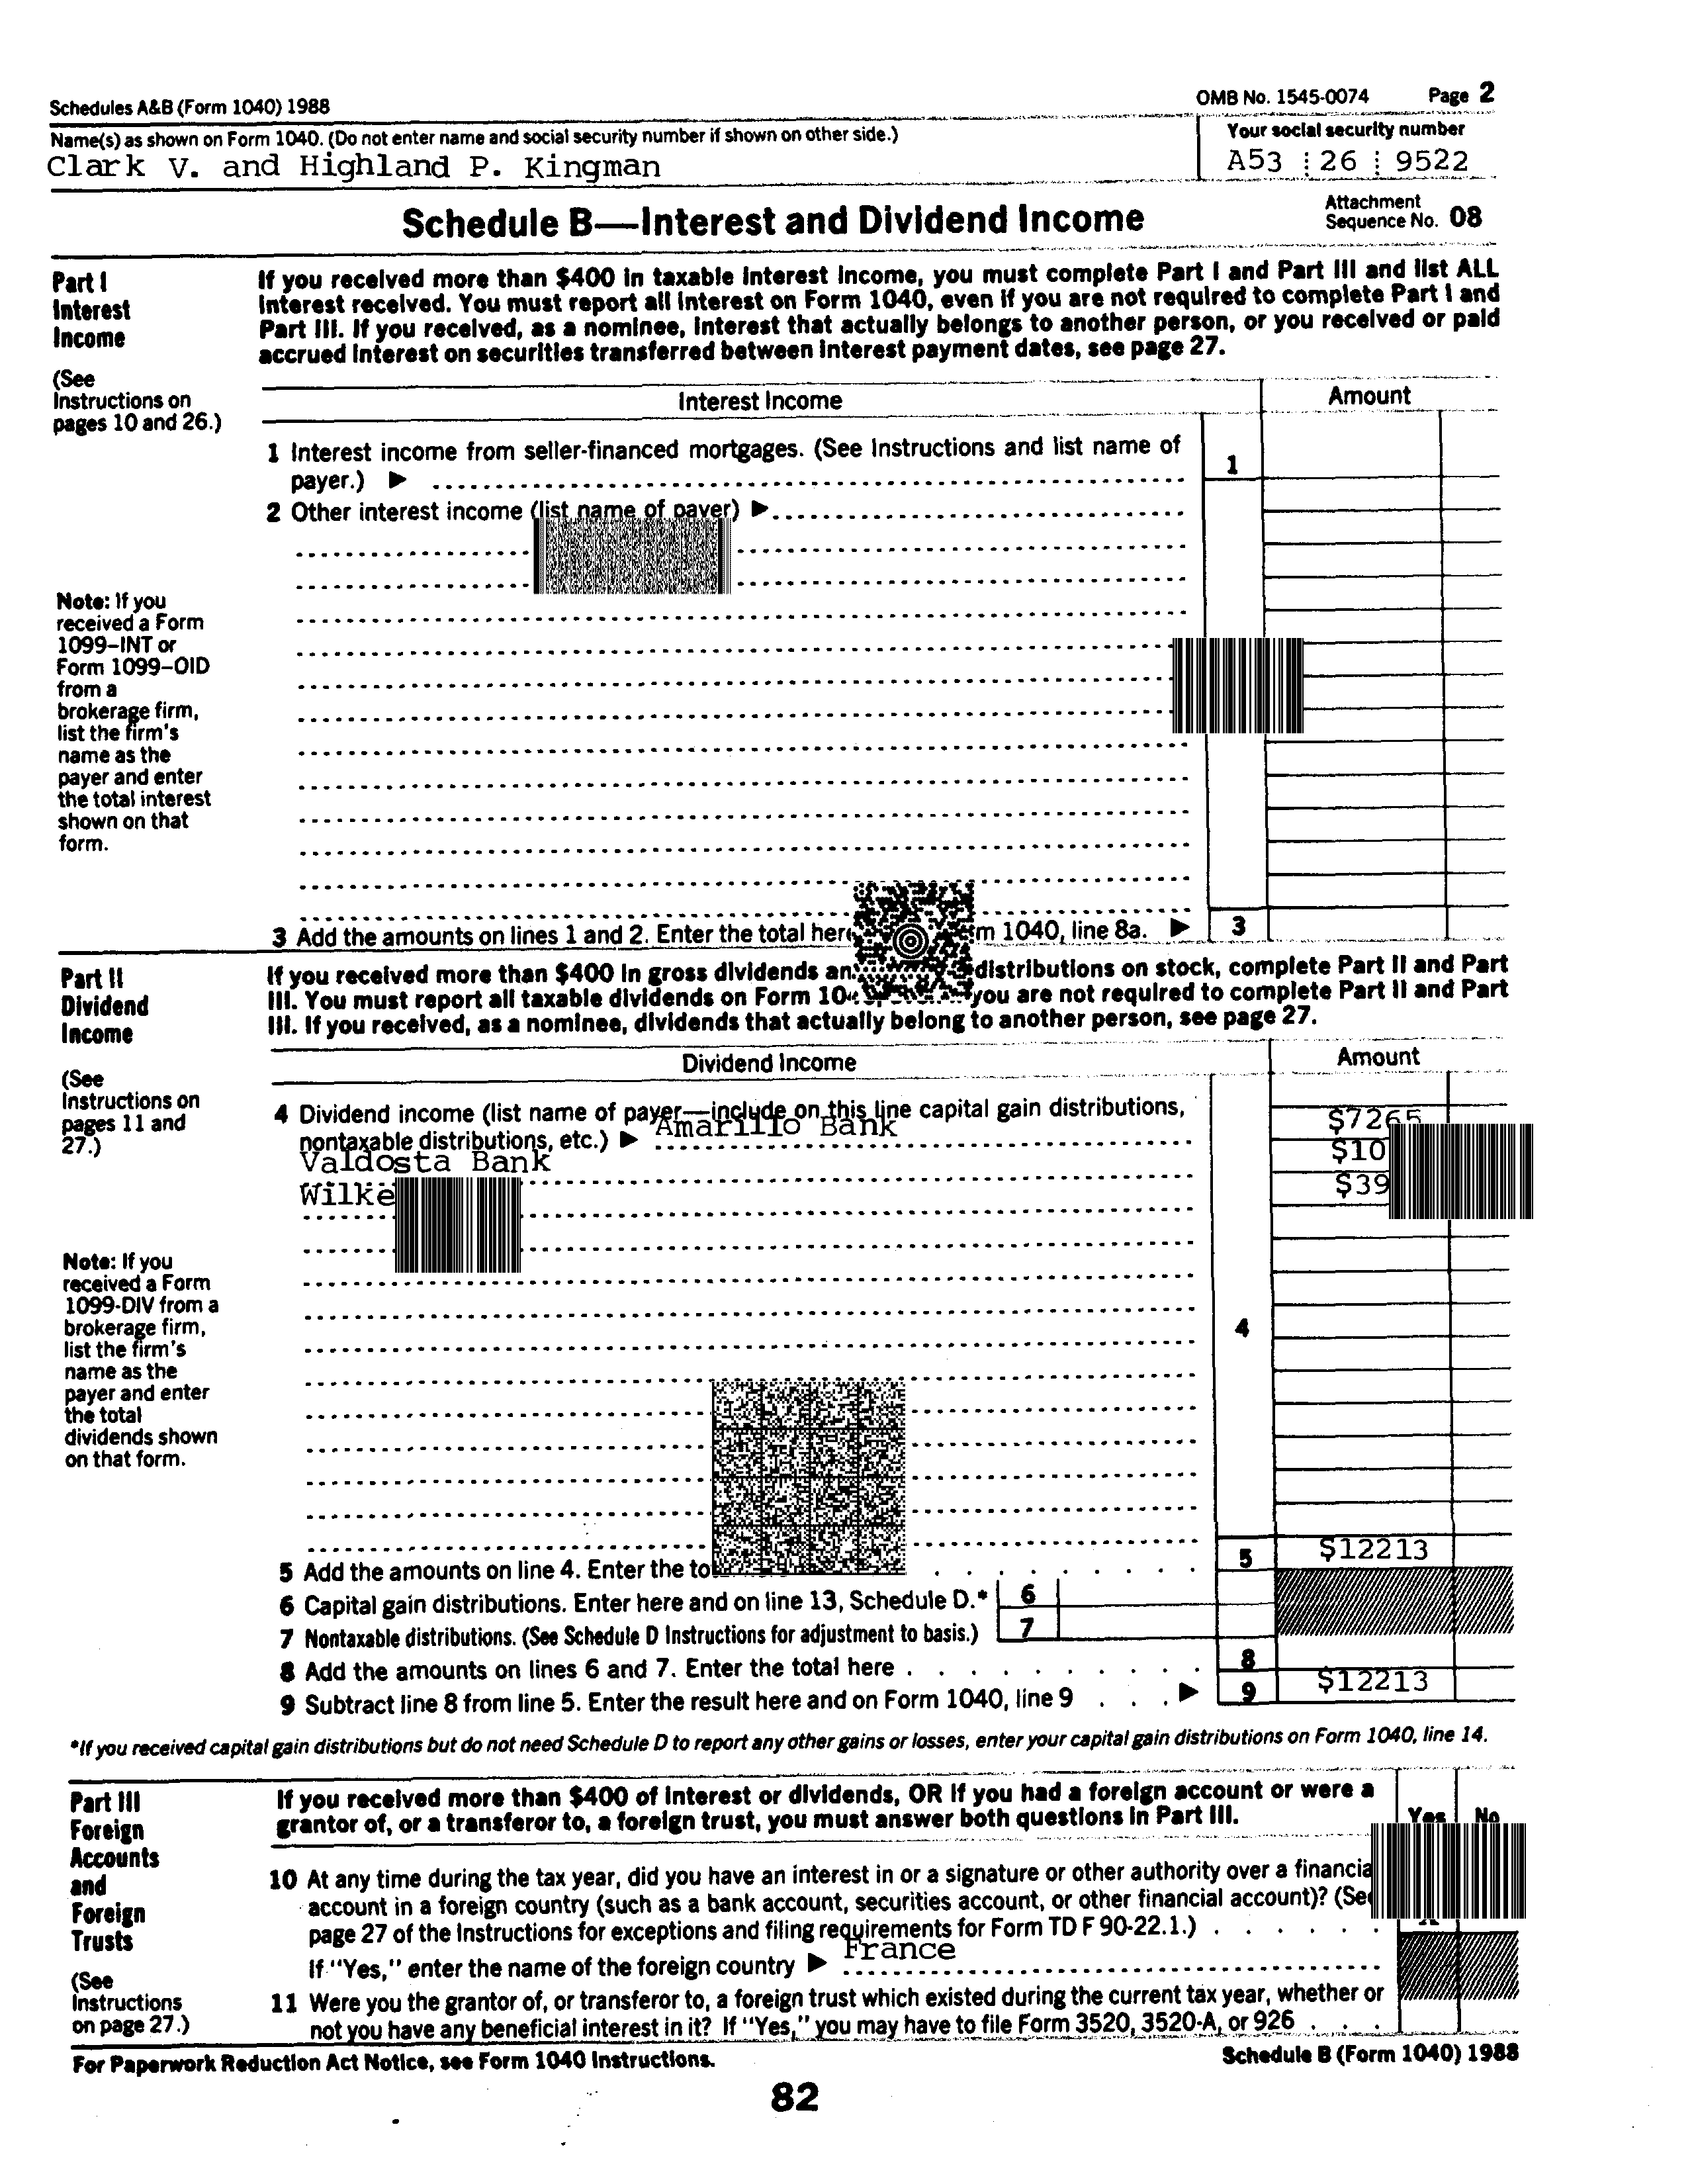 Schedules A&B (Form 1040) 1988 OMB No. 1545-0074 Page 2
Name(s) as shown on Form 1040. (Do not enter name and social security number if shown on other side.) Your social security number
Clark V. and Highland P. Kingman A53 26 9522
Schedule B—Interest and Dividend Income Attachment Sequence No. 08
Part I
Interest
Income
(See
Instructions on
pages 10 and 26.)
If you received more than $400 in taxable interest income, you must complete Part I and Part III and list ALL
interest received. You must report all interest on Form 1040, even if you are not required to complete Part I and
Part III. If you received, as a nominee, interest that actually belongs to another person, or you received or paid
accrued interest on securities transferred between interest payment dates, see page 27.
Interest Income Amount
1 Interest income from seller-financed mortgages. (See Instructions and list name of
payer.) ▶ 1
2 Other interest income (list name of payer) ▶
Note: If you
received a Form
1099–INT or
Form 1099–OID
from a
brokerage firm,
list the firm's
name as the
payer and enter
the total interest
shown on that
form.
3 Add the amounts on lines 1 and 2. Enter the total here 1040, line 8a. ▶ 3
Part II
Dividend
Income
(See
Instructions on
pages 11 and
27.)
If you received more than $400 in gross dividends distributions on stock, complete Part II and Part
III. You must report all taxable dividends on Form you are not required to complete Part II and Part
III. If you received, as a nominee, dividends that actually belong to another person, see page 27.
Dividend Income Amount
4 Dividend income (list name of payer—include on this line capital gain distributions,
nontaxable distributions, etc.) ▶ Amarillo Bank $7265
Valdosta Bank
4
Note: If you
received a Form
1099-DIV from a
brokerage firm,
list the firm's
name as the
payer and enter
the total
dividends shown
on that form.
5 Add the amounts on line 4. Enter the 5 $12213
6 Capital gain distributions. Enter here and on line 13, Schedule D.* 6
7 Nontaxable distributions. (See Schedule D Instructions for adjustment to basis.) 7
8 Add the amounts on lines 6 and 7. Enter the total here 8
9 Subtract line 8 from line 5. Enter the result here and on Form 1040, line 9 ▶ 9 $12213
*If you received capital gain distributions but do not need Schedule D to report any other gains or losses, enter your capital gain distributions on Form 1040, line 14.
Part III
Foreign
Accounts
and
Foreign
Trusts
(See
Instructions
on page 27.)
If you received more than $400 of interest or dividends, OR if you had a foreign account or were a
grantor of, or a transferor to, a foreign trust, you must answer both questions in Part III. Yes No
10 At any time during the tax year, did you have an interest in or a signature or other authority over a
account in a foreign country (such as a bank account, securities account, or other financial account)? (See
page 27 of the Instructions for exceptions and filing requirements for Form TD F 90-22.1.)
If "Yes," enter the name of the foreign country ▶ France
11 Were you the grantor of, or transferor to, a foreign trust which existed during the current tax year, whether or
not you have any beneficial interest in it? If "Yes," you may have to file Form 3520, 3520-A, or 926
For Paperwork Reduction Act Notice, see Form 1040 Instructions. Schedule B (Form 1040) 1988
82